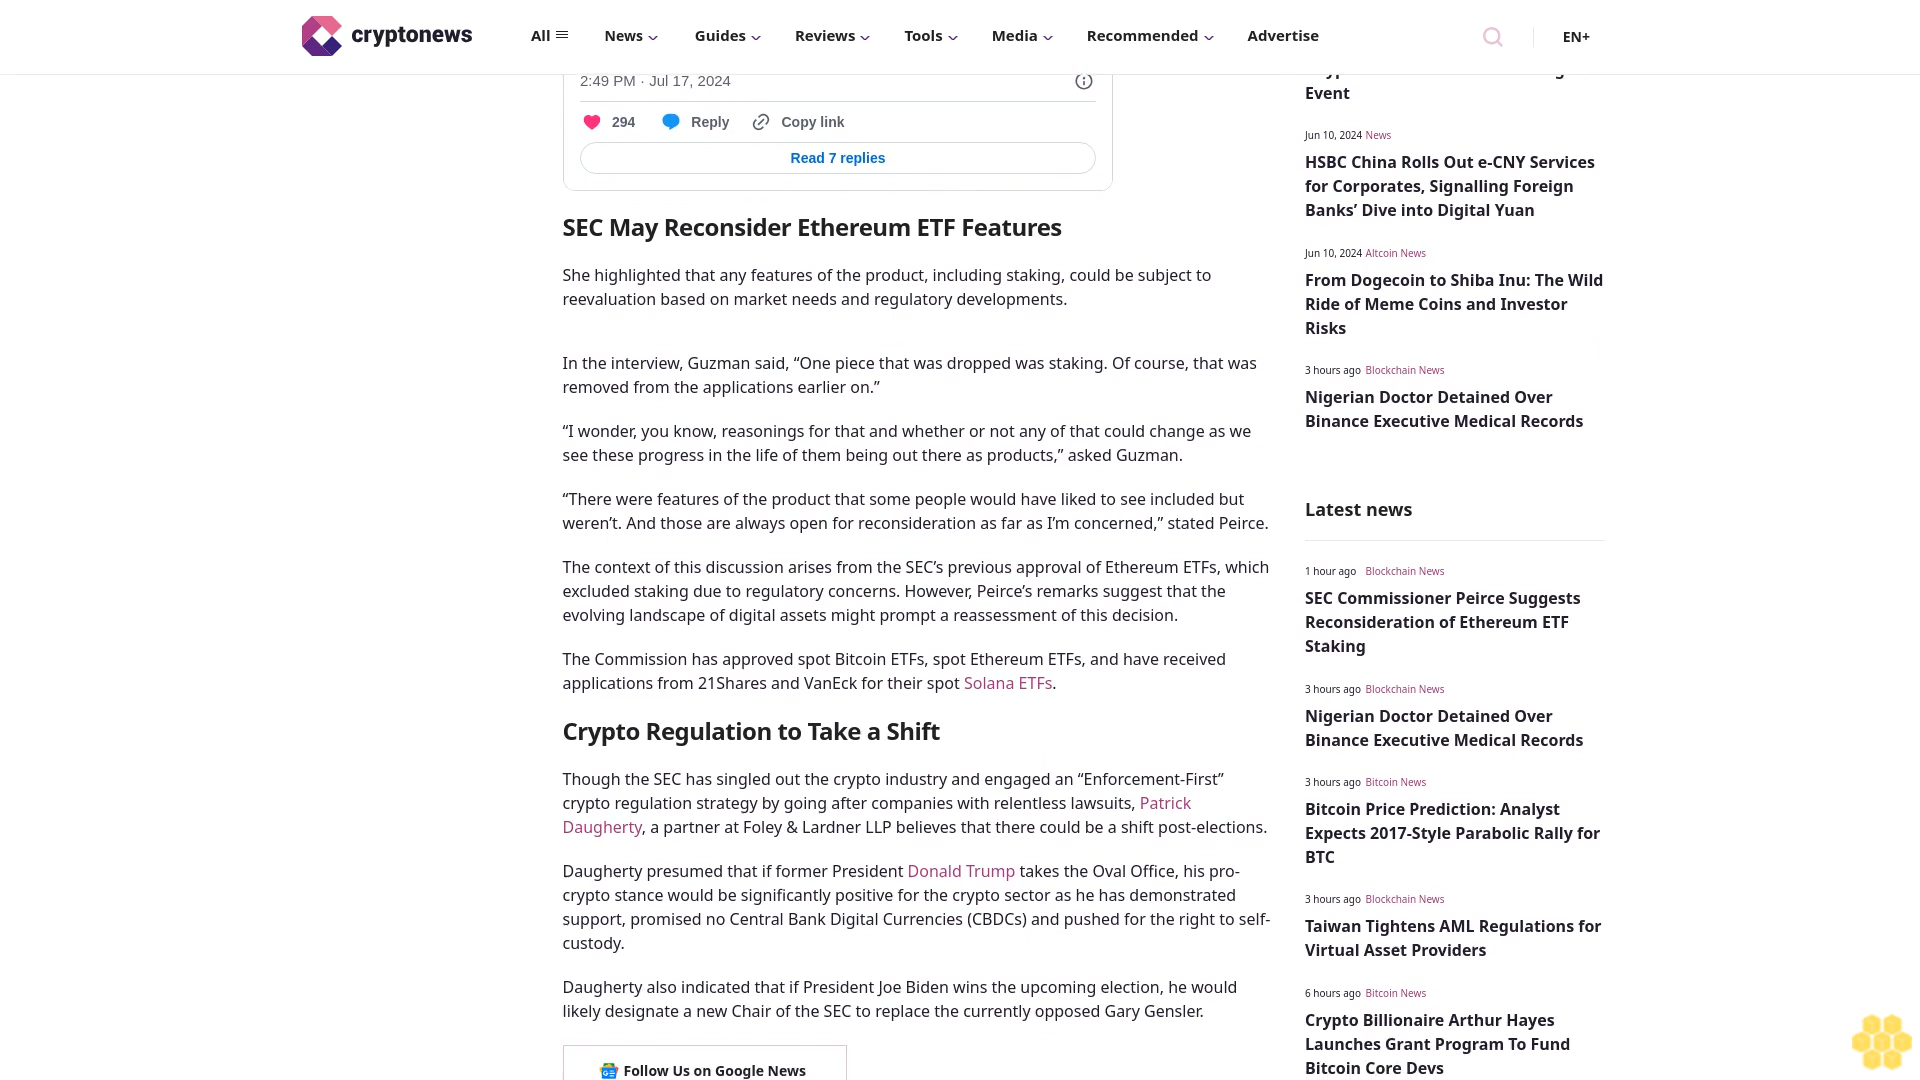 cryptonews
All
News
Guides
Reviews
Tools
Media
Recommended
Advertise
EN+
2:49 PM · Jul 17, 2024
294
Reply
Copy link
Read 7 replies
SEC May Reconsider Ethereum ETF Features
She highlighted that any features of the product, including staking, could be subject to
reevaluation based on market needs and regulatory developments.
In the interview, Guzman said, “One piece that was dropped was staking. Of course, that was
removed from the applications earlier on.”
“I wonder, you know, reasonings for that and whether or not any of that could change as we
see these progress in the life of them being out there as products,” asked Guzman.
“There were features of the product that some people would have liked to see included but
weren’t. And those are always open for reconsideration as far as I’m concerned,” stated Peirce.
The context of this discussion arises from the SEC’s previous approval of Ethereum ETFs, which
excluded staking due to regulatory concerns. However, Peirce’s remarks suggest that the
evolving landscape of digital assets might prompt a reassessment of this decision.
The Commission has approved spot Bitcoin ETFs, spot Ethereum ETFs, and have received
applications from 21Shares and VanEck for their spot Solana ETFs.
Crypto Regulation to Take a Shift
Though the SEC has singled out the crypto industry and engaged an “Enforcement-First”
crypto regulation strategy by going after companies with relentless lawsuits, Patrick
Daugherty, a partner at Foley & Lardner LLP believes that there could be a shift post-elections.
Daugherty presumed that if former President Donald Trump takes the Oval Office, his pro-
crypto stance would be significantly positive for the crypto sector as he has demonstrated
support, promised no Central Bank Digital Currencies (CBDCs) and pushed for the right to self-
custody.
Daugherty also indicated that if President Joe Biden wins the upcoming election, he would
likely designate a new Chair of the SEC to replace the currently opposed Gary Gensler.
Follow Us on Google News
Event
Jun 10, 2024 News
HSBC China Rolls Out e-CNY Services
for Corporates, Signalling Foreign
Banks’ Dive into Digital Yuan
Jun 10, 2024 Altcoin News
From Dogecoin to Shiba Inu: The Wild
Ride of Meme Coins and Investor
Risks
3 hours ago Blockchain News
Nigerian Doctor Detained Over
Binance Executive Medical Records
Latest news
1 hour ago Blockchain News
SEC Commissioner Peirce Suggests
Reconsideration of Ethereum ETF
Staking
3 hours ago Blockchain News
Nigerian Doctor Detained Over
Binance Executive Medical Records
3 hours ago Bitcoin News
Bitcoin Price Prediction: Analyst
Expects 2017-Style Parabolic Rally for
BTC
3 hours ago Blockchain News
Taiwan Tightens AML Regulations for
Virtual Asset Providers
6 hours ago Bitcoin News
Crypto Billionaire Arthur Hayes
Launches Grant Program To Fund
Bitcoin Core Devs